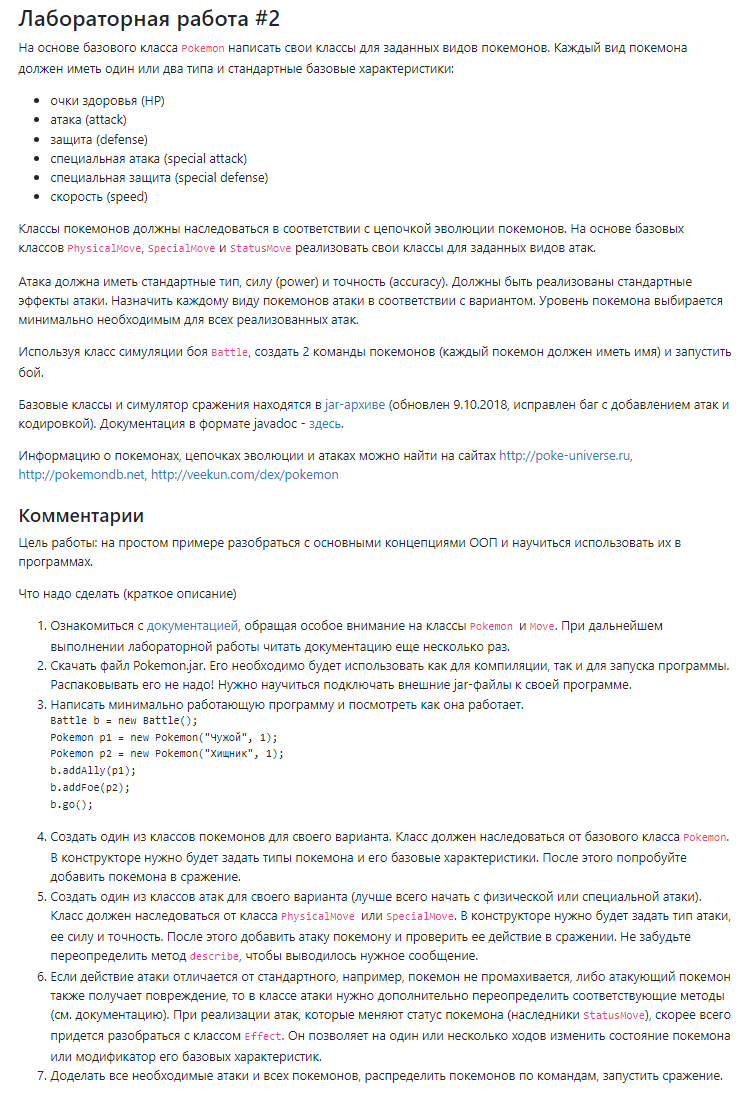 Лабораторная работа #2
На основе базового класса Pokemon написать свои классы для заданных видов покемонов. Каждый вид покемона
должен иметь один или два типа и стандартные базовые характеристики:
• очки здоровья (HP)
• атака (attack)
• защита (defense)
• специальная атака (special attack)
• специальная защита (special defense)
• скорость (speed)
Классы покемонов должны наследоваться в соответствии с цепочкой эволюции покемонов. На основе базовых
классов PhysicalMove, SpecialMove и StatusMove реализовать свои классы для заданных видов атак.
Атака должна иметь стандартные тип, силу (power) и точность (accuracy). Должны быть реализованы стандартные
эффекты атаки. Назначить каждому виду покемонов атаки в соответствии с вариантом. Уровень покемона выбирается
минимально необходимым для всех реализованных атак.
Используя класс симуляции боя Battle, создать 2 команды покемонов (каждый покемон должен иметь имя) и запустить
бой.
Базовые классы и симулятор сражения находятся в jar-архиве (обновлен 9.10.2018, исправлен баг с добавлением атак и
кодировкой). Документация в формате javadoc - здесь.
Информацию о покемонах, цепочках эволюции и атаках можно найти на сайтах http://poke-universe.ru,
http://pokemondb.net, http://veekun.com/dex/pokemon
Комментарии
Цель работы: на простом примере разобраться с основными концепциями ООП и научиться использовать их в
программах.
Что надо сделать (краткое описание)
1. Ознакомиться с документацией, обращая особое внимание на классы Pokemon и Move. При дальнейшем
выполнении лабораторной работы читать документацию еще несколько раз.
2. Скачать файл Pokemon.jar. Его необходимо будет использовать как для компиляции, так и для запуска программы.
Распаковывать его не надо! Нужно научиться подключать внешние jar-файлы к своей программе.
3. Написать минимально работающую программу и посмотреть как она работает.
Battle b = new Battle();
Pokemon p1 = new Pokemon("Чужой", 1);
Pokemon p2 = new Pokemon("Хищник", 1);
b.addAlly(p1);
b.addFoe(p2);
b.go();
4. Создать один из классов покемонов для своего варианта. Класс должен наследоваться от базового класса Pokemon.
В конструкторе нужно будет задать типы покемона и его базовые характеристики. После этого попробуйте
добавить покемона в сражение.
5. Создать один из классов атак для своего варианта (лучше всего начать с физической или специальной атаки).
Класс должен наследоваться от класса PhysicalMove или SpecialMove. В конструкторе нужно будет задать тип атаки,
ее силу и точность. После этого добавить атаку покемону и проверить ее действие в сражении. Не забудьте
переопределить метод describe, чтобы выводилось нужное сообщение.
6. Если действие атаки отличается от стандартного, например, покемон не промахивается, либо атакующий покемон
также получает повреждение, то в классе атаки нужно дополнительно переопределить соответствующие методы
(см. документацию). При реализации атак, которые меняют статус покемона (наследники StatusMove), скорее всего
придется разобраться с классом Effect. Он позволяет на один или несколько ходов изменить состояние покемона
или модификатор его базовых характеристик.
7. Доделать все необходимые атаки и всех покемонов, распределить покемонов по командам, запустить сражение.